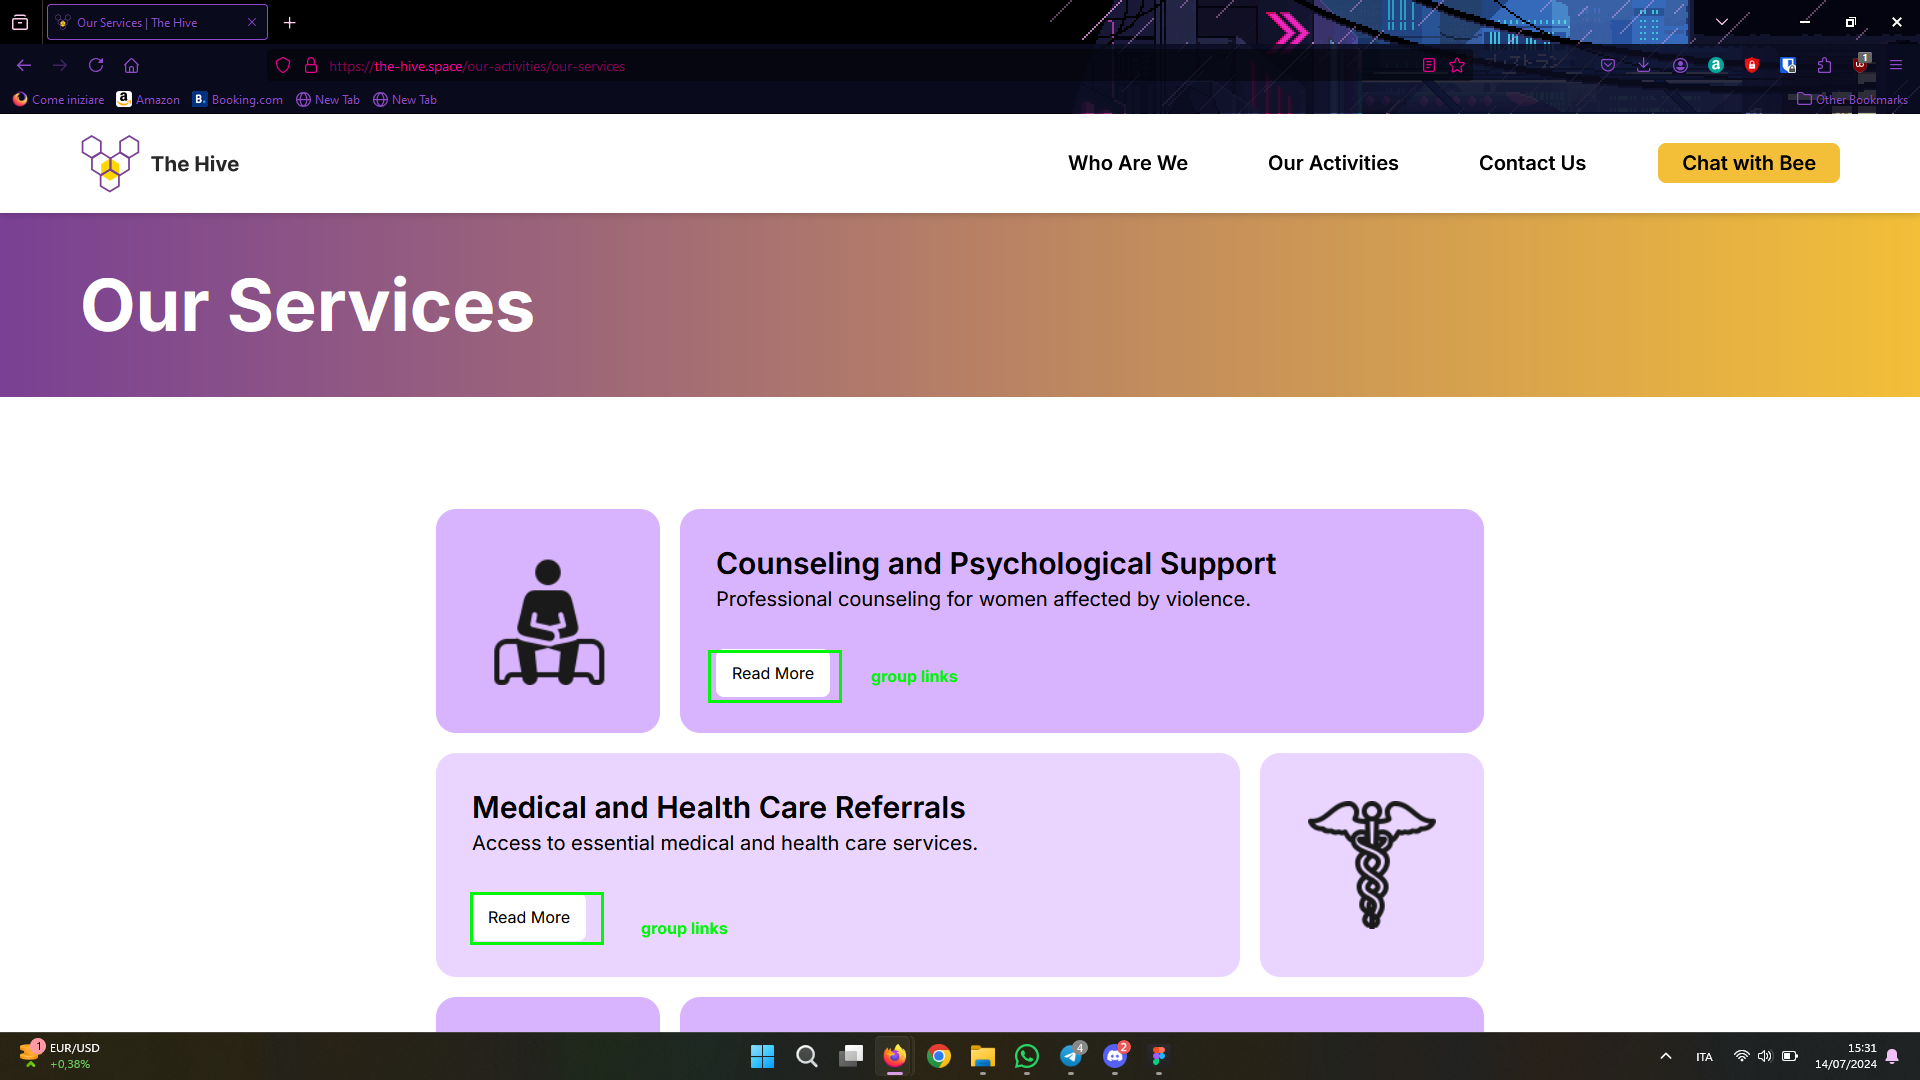 Our Services | The Hive
https://the-hive.space/our-activities/our-services
1
Come iniziare
Amazon
B.
Booking.com
New Tab
New Tab
Other Bookmarks
The Hive
Who Are We
Our Activities
Contact Us
Chat with Bee
Our Services
Counseling and Psychological Support
Professional counseling for women affected by violence.
Read More
group links
Medical and Health Care Referrals
Access to essential medical and health care services.
Read More
group links
1
EUR/USD
+0,38%
4
2
ITA
15:31
14/07/2024